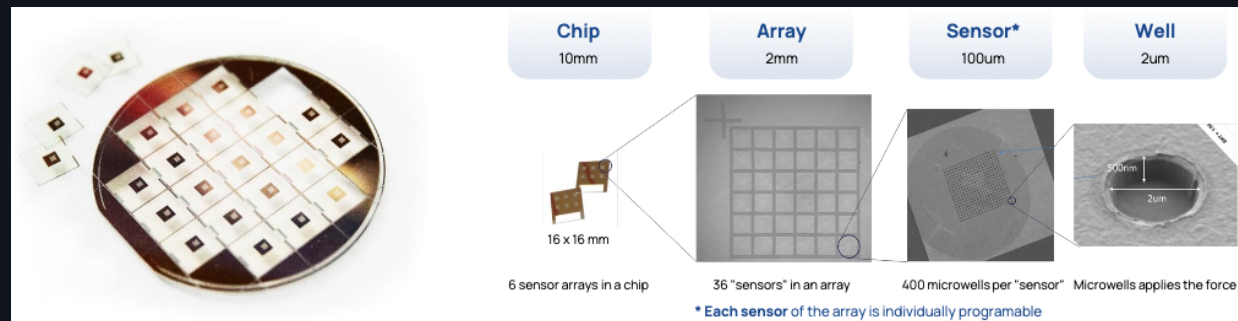 Chip
10mm
Array
2mm
Sensor*
100um
Well
2um
500nm
2um
16 x 16 mm
6 sensor arrays in a chip
36 "sensors" in an array
400 microwells per "sensor"
Microwells applies the force
* Each sensor of the array is individually programable